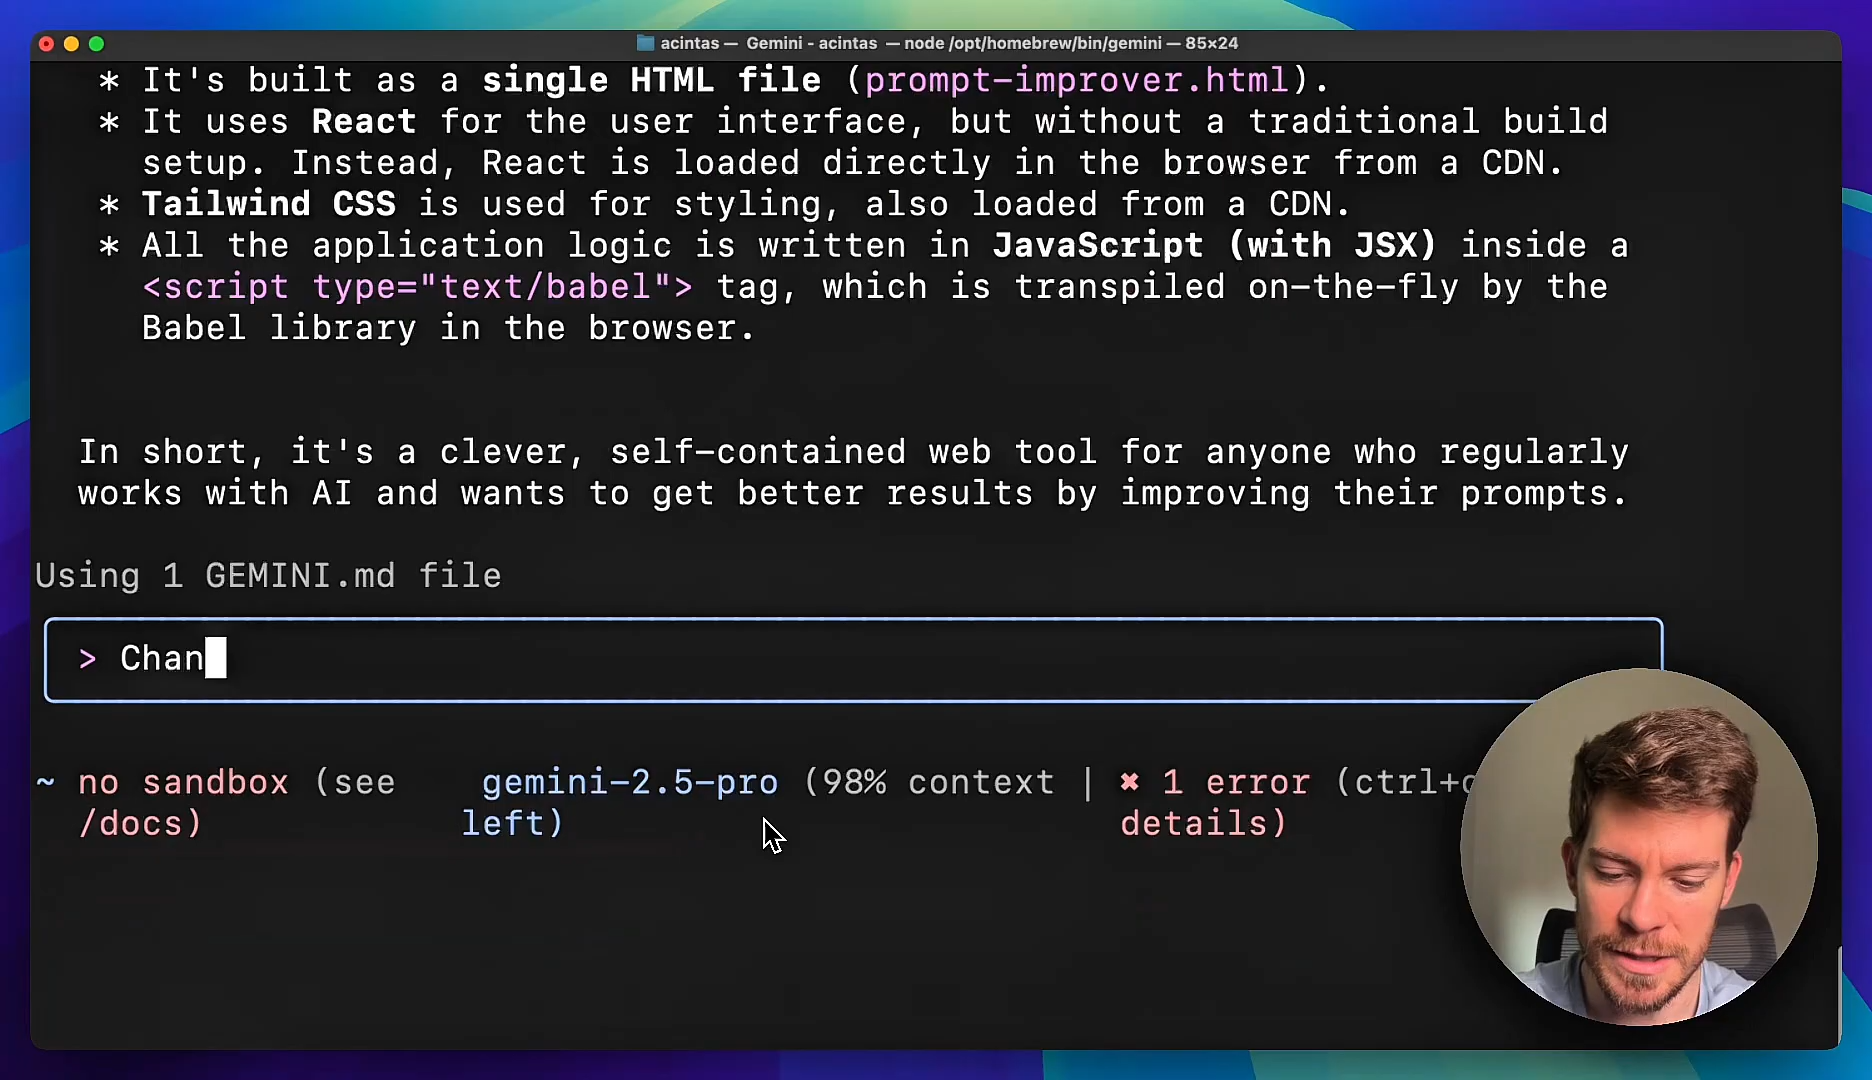 acintas — Gemini - acintas — node /opt/homebrew/bin/gemini — 85×24
* It's built as a single HTML file (prompt-improver.html).
* It uses React for the user interface, but without a traditional build
setup. Instead, React is loaded directly in the browser from a CDN.
* Tailwind CSS is used for styling, also loaded from a CDN.
* All the application logic is written in JavaScript (with JSX) inside a
<script type="text/babel"> tag, which is transpiled on-the-fly by the
Babel library in the browser.
In short, it's a clever, self-contained web tool for anyone who regularly
works with AI and wants to get better results by improving their prompts.
Using 1 GEMINI.md file
> Chan
~ no sandbox (see gemini-2.5-pro (98% context | ✖ 1 error (ctrl+
/docs) left) details)